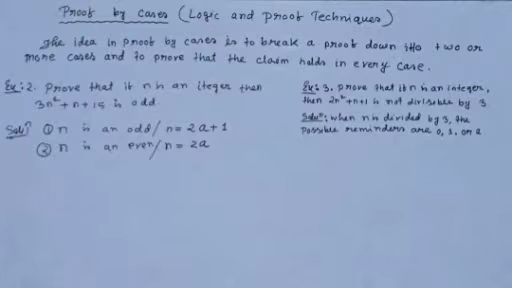 Proof by Cases (Logic and Proof Techniques)
The idea in proof by cases is to break a proof down into two or
more cases and to prove that the claim holds in every case.
Ex: 2. Prove that if n is an iteger then
3n² + n + 15 is odd.
Solⁿ: ① n is an odd / n = 2a + 1
② n is an even / n = 2a
Ex: 3. Prove that if n is an integer,
then 2n² + n + 1 is not divisible by 3
Soluⁿ: when n is divided by 3, the
possible reminders are 0, 1, or 2